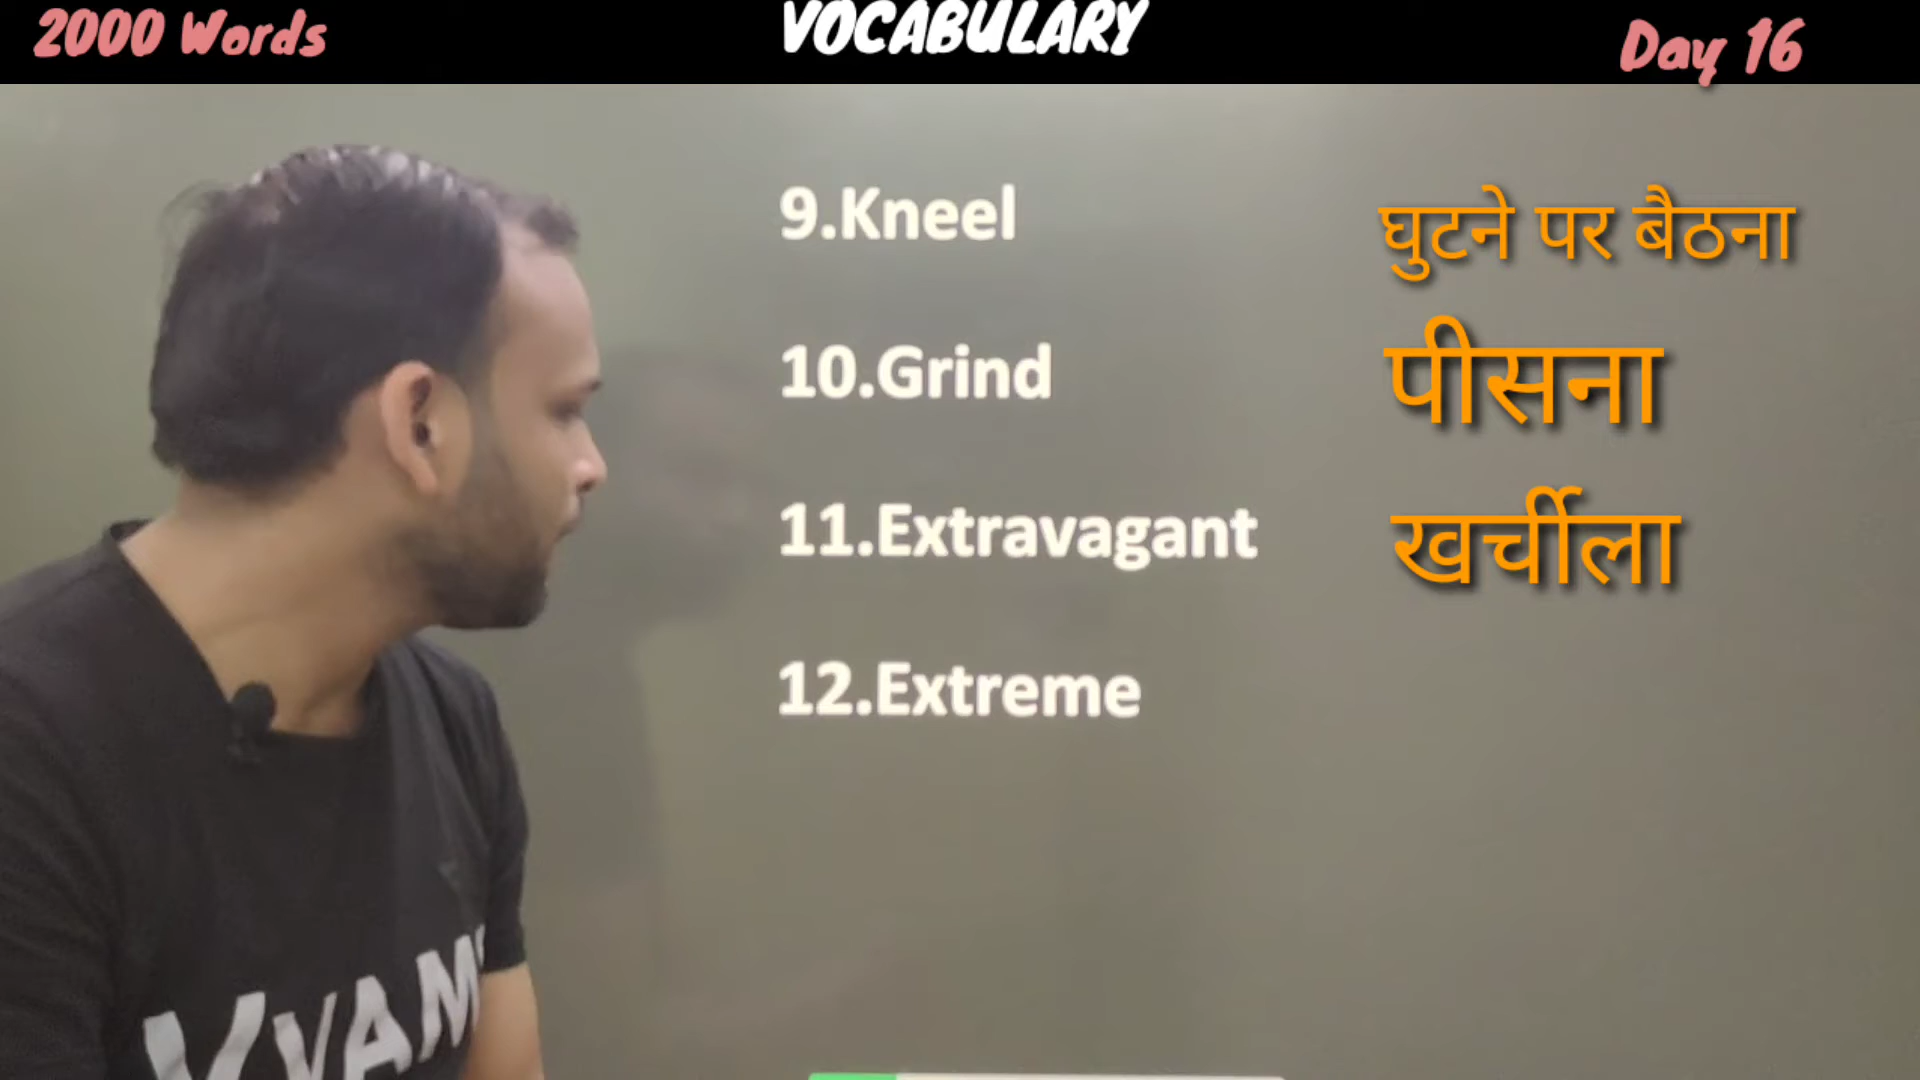 2000 Words
VOCABULARY
Day 16
9.Kneel घुटने पर बैठना
10.Grind पीसना
11.Extravagant खर्चीला
12.Extreme